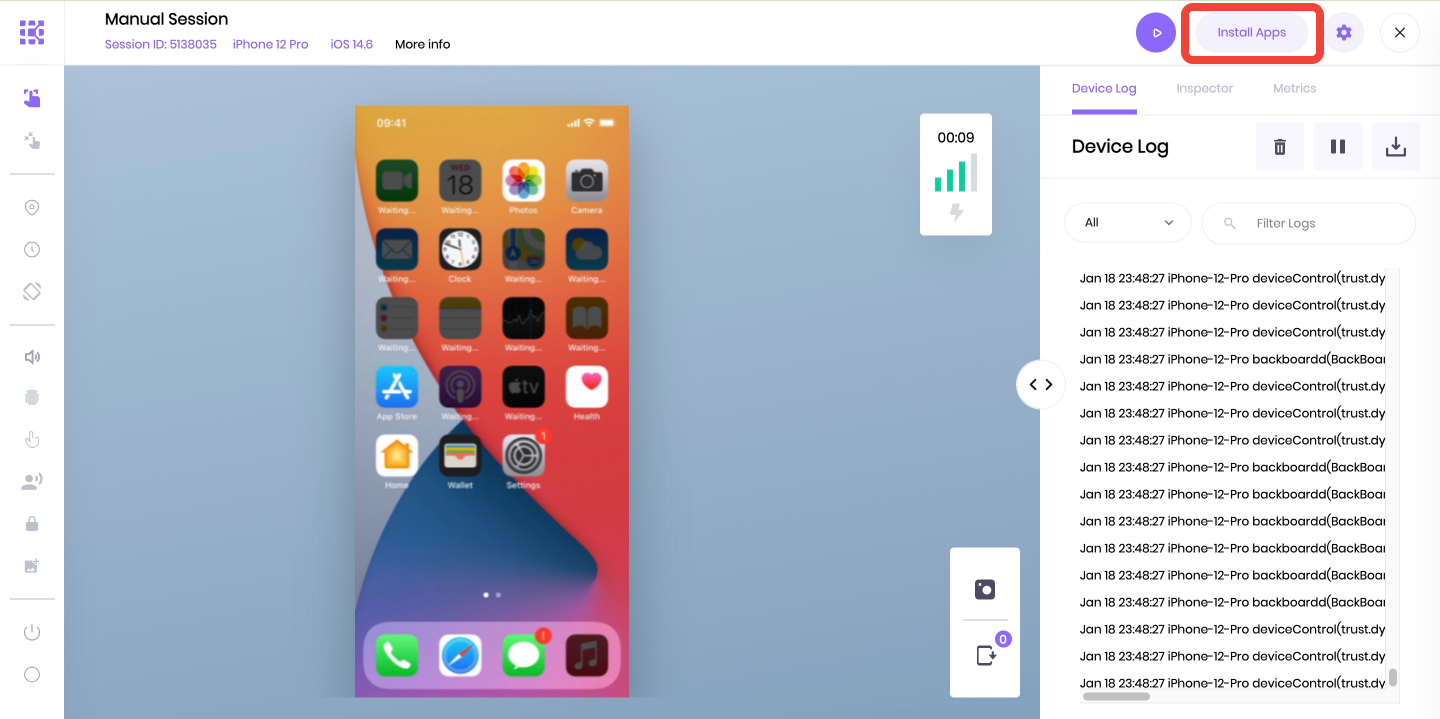 Manual Session
Session ID: 5138035 iPhone 12 Pro iOS 14.6 More info
Install Apps
Device Log Inspector Metrics
Device Log
All
Filter Logs
09:41
WED
18
Waiting... Waiting... Photos Camera
Waiting... Clock Waiting... Waiting...
Waiting... Waiting... Waiting... Waiting...
tv
App Store Waiting... Waiting... Health
1
Home Wallet Settings
!
00:09
0
Jan 18 23:48:27 iPhone-12-Pro deviceControl(trust.dy
Jan 18 23:48:27 iPhone-12-Pro deviceControl(trust.dy
Jan 18 23:48:27 iPhone-12-Pro deviceControl(trust.dy
Jan 18 23:48:27 iPhone-12-Pro backboardd(BackBoar
Jan 18 23:48:27 iPhone-12-Pro deviceControl(trust.dy
Jan 18 23:48:27 iPhone-12-Pro deviceControl(trust.dy
Jan 18 23:48:27 iPhone-12-Pro deviceControl(trust.dy
Jan 18 23:48:27 iPhone-12-Pro backboardd(BackBoar
Jan 18 23:48:27 iPhone-12-Pro backboardd(BackBoar
Jan 18 23:48:27 iPhone-12-Pro backboardd(BackBoar
Jan 18 23:48:27 iPhone-12-Pro backboardd(BackBoar
Jan 18 23:48:27 iPhone-12-Pro backboardd(BackBoar
Jan 18 23:48:27 iPhone-12-Pro backboardd(BackBoar
Jan 18 23:48:27 iPhone-12-Pro deviceControl(trust.dy
Jan 18 23:48:27 iPhone-12-Pro deviceControl(trust.dy
Jan 18 23:48:27 iPhone-12-Pro deviceControl(trust.dy